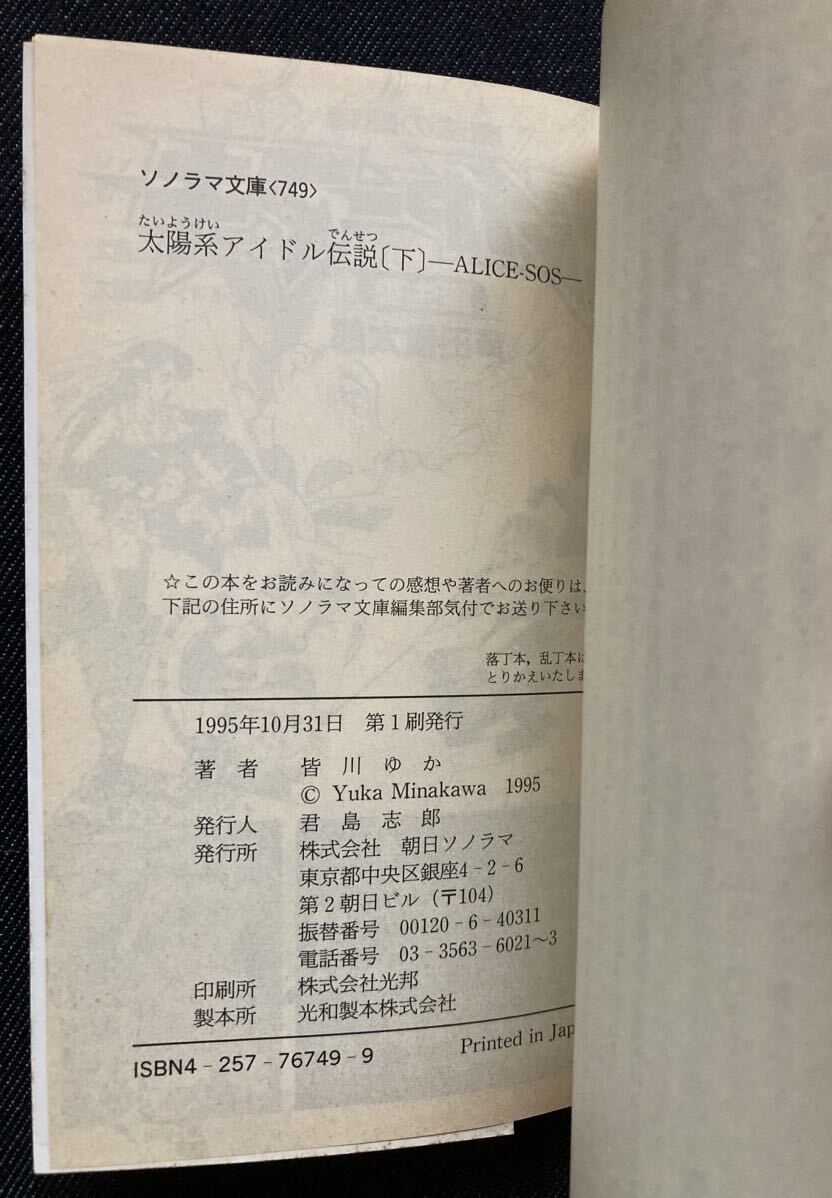 ソノラマ文庫〈749〉
たいようけい でんせつ
太陽系アイドル伝説〔下〕―ALICE-SOS―
☆この本をお読みになっての感想や著者へのお便りは、
下記の住所にソノラマ文庫編集部気付でお送り下さい
落丁本，乱丁本は
とりかえいたしま
1995年10月31日 第1刷発行
著者 皆川ゆか
© Yuka Minakawa 1995
発行人 君島志郎
発行所 株式会社 朝日ソノラマ
東京都中央区銀座4-2-6
第2朝日ビル（〒104）
振替番号 00120-6-40311
電話番号 03-3563-6021～3
印刷所 株式会社光邦
製本所 光和製本株式会社
ISBN4-257-76749-9
Printed in Jap